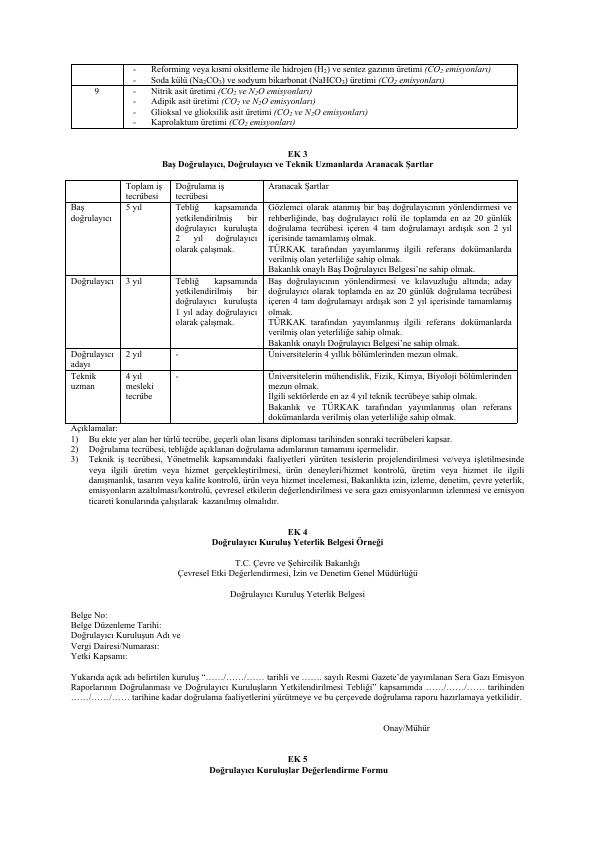 - Reforming veya kısmi oksitleme ile hidrojen (H2) ve sentez gazının üretimi (CO2 emisyonları)
- Soda külü (Na2CO3) ve sodyum bikarbonat (NaHCO3) üretimi (CO2 emisyonları)
9 - Nitrik asit üretimi (CO2 ve N2O emisyonları)
- Adipik asit üretimi (CO2 ve N2O emisyonları)
- Glioksal ve glioksilik asit üretimi (CO2 ve N2O emisyonları)
- Kaprolaktum üretimi (CO2 emisyonları)
EK 3
Baş Doğrulayıcı, Doğrulayıcı ve Teknik Uzmanlarda Aranacak Şartlar
Toplam iş tecrübesi
Doğrulama iş tecrübesi
Aranacak Şartlar
Baş doğrulayıcı
5 yıl
Tebliğ kapsamında
yetkilendirilmiş bir
doğrulayıcı kuruluşta
2 yıl doğrulayıcı
olarak çalışmak.
Gözlemci olarak atanmış bir baş doğrulayıcının yönlendirmesi ve
rehberliğinde, baş doğrulayıcı rolü ile toplamda en az 20 günlük
doğrulama tecrübesi içeren 4 tam doğrulamayı ardışık son 2 yıl
içerisinde tamamlamış olmak.
TÜRKAK tarafından yayımlanmış ilgili referans dokümanlarda
verilmiş olan yeterliliğe sahip olmak.
Bakanlık onaylı Baş Doğrulayıcı Belgesi’ne sahip olmak.
Doğrulayıcı
3 yıl
Tebliğ kapsamında
yetkilendirilmiş bir
doğrulayıcı kuruluşta
1 yıl aday doğrulayıcı
olarak çalışmak.
Baş doğrulayıcının yönlendirmesi ve kılavuzluğu altında; aday
doğrulayıcı olarak toplamda en az 20 günlük doğrulama tecrübesi
içeren 4 tam doğrulamayı ardışık son 2 yıl içerisinde tamamlamış
olmak.
TÜRKAK tarafından yayımlanmış ilgili referans dokümanlarda
verilmiş olan yeterliliğe sahip olmak.
Bakanlık onaylı Doğrulayıcı Belgesi’ne sahip olmak.
Doğrulayıcı
adayı
2 yıl
-
Üniversitelerin 4 yıllık bölümlerinden mezun olmak.
Teknik
uzman
4 yıl
mesleki
tecrübe
-
Üniversitelerin mühendislik, Fizik, Kimya, Biyoloji bölümlerinden
mezun olmak.
İlgili sektörlerde en az 4 yıl teknik tecrübeye sahip olmak.
Bakanlık ve TÜRKAK tarafından yayımlanmış olan referans
dokümanlarda verilmiş olan yeterliliğe sahip olmak.
Açıklamalar:
1) Bu ekte yer alan her türlü tecrübe, geçerli olan lisans diploması tarihinden sonraki tecrübeleri kapsar.
2) Doğrulama tecrübesi, tebliğde açıklanan doğrulama adımlarının tamamını içermelidir.
3) Teknik iş tecrübesi, Yönetmelik kapsamındaki faaliyetleri yürüten tesislerin projelendirilmesi ve/veya işletilmesinde
veya ilgili üretim veya hizmet gerçekleştirilmesi, ürün deneyleri/hizmet kontrolü, üretim veya hizmet ile ilgili
danışmanlık, tasarım veya kalite kontrolü, ürün veya hizmet incelemesi, Bakanlıkta izin, izleme, denetim, çevre yeterlik,
emisyonların azaltılması/kontrolü, çevresel etkilerin değerlendirilmesi ve sera gazı emisyonlarının izlenmesi ve emisyon
ticareti konularında çalışılarak kazanılmış olmalıdır.
EK 4
Doğrulayıcı Kuruluş Yeterlik Belgesi Örneği
T.C. Çevre ve Şehircilik Bakanlığı
Çevresel Etki Değerlendirmesi, İzin ve Denetim Genel Müdürlüğü
Doğrulayıcı Kuruluş Yeterlik Belgesi
Belge No:
Belge Düzenleme Tarihi:
Doğrulayıcı Kuruluşun Adı ve
Vergi Dairesi/Numarası:
Yetki Kapsamı:
Yukarıda açık adı belirtilen kuruluş “……/……/…… tarihli ve ……. sayılı Resmi Gazete’de yayımlanan Sera Gazı Emisyon
Raporlarının Doğrulanması ve Doğrulayıcı Kuruluşların Yetkilendirilmesi Tebliği” kapsamında ……/……/…… tarihinden
……/……/…… tarihine kadar doğrulama faaliyetlerini yürütmeye ve bu çerçevede doğrulama raporu hazırlamaya yetkilidir.
Onay/Mühür
EK 5
Doğrulayıcı Kuruluşlar Değerlendirme Formu